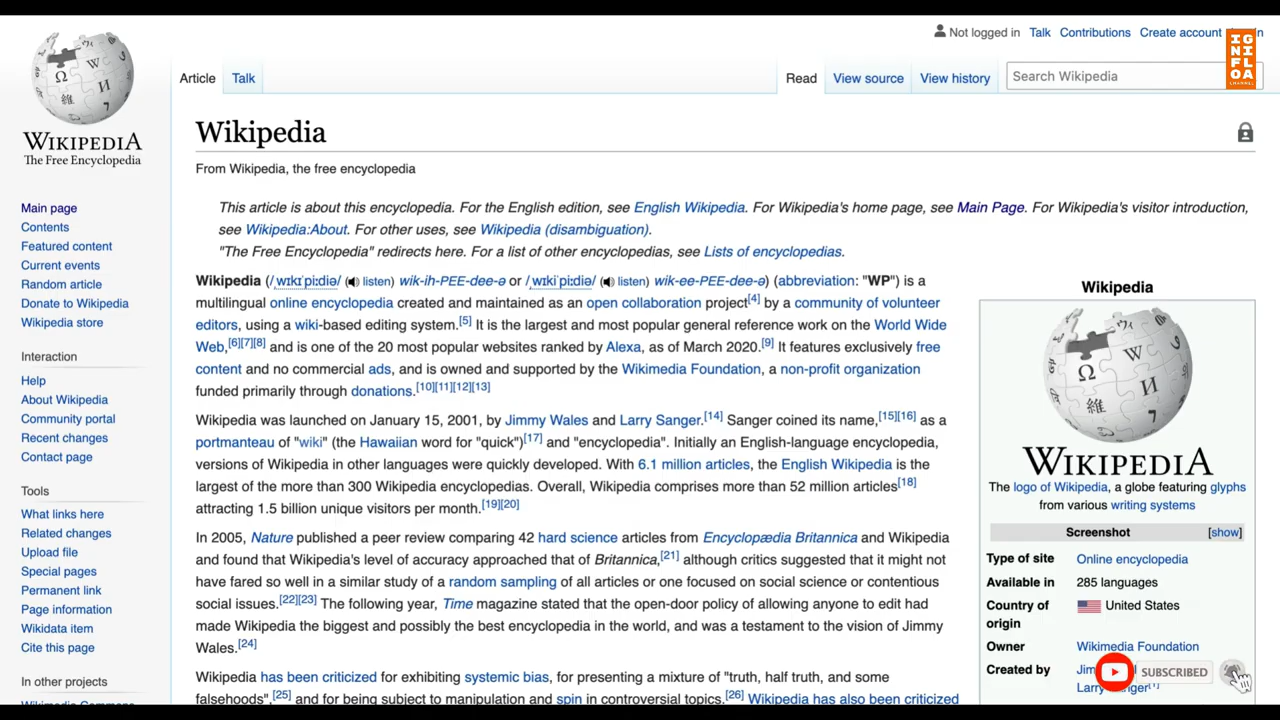 Not logged in Talk Contributions Create account
IG
NI
FL
OA
CHANNEL
WIKIPEDIA
The Free Encyclopedia
Article Talk Read View source View history Search Wikipedia
Wikipedia
From Wikipedia, the free encyclopedia
Main page
Contents
Featured content
Current events
Random article
Donate to Wikipedia
Wikipedia store
Interaction
Help
About Wikipedia
Community portal
Recent changes
Contact page
Tools
What links here
Related changes
Upload file
Special pages
Permanent link
Page information
Wikidata item
Cite this page
In other projects
Wikimedia Commons
This article is about this encyclopedia. For the English edition, see English Wikipedia. For Wikipedia's home page, see Main Page. For Wikipedia's visitor introduction,
see Wikipedia:About. For other uses, see Wikipedia (disambiguation).
"The Free Encyclopedia" redirects here. For a list of other encyclopedias, see Lists of encyclopedias.
Wikipedia (/ˌwɪkɪˈpiːdiə/ (listen) wik-ih-PEE-dee-ə or /ˌwɪkiˈpiːdiə/ (listen) wik-ee-PEE-dee-ə) (abbreviation: "WP") is a
multilingual online encyclopedia created and maintained as an open collaboration project[4] by a community of volunteer
editors, using a wiki-based editing system.[5] It is the largest and most popular general reference work on the World Wide
Web,[6][7][8] and is one of the 20 most popular websites ranked by Alexa, as of March 2020.[9] It features exclusively free
content and no commercial ads, and is owned and supported by the Wikimedia Foundation, a non-profit organization
funded primarily through donations.[10][11][12][13]
Wikipedia was launched on January 15, 2001, by Jimmy Wales and Larry Sanger.[14] Sanger coined its name,[15][16] as a
portmanteau of "wiki" (the Hawaiian word for "quick")[17] and "encyclopedia". Initially an English-language encyclopedia,
versions of Wikipedia in other languages were quickly developed. With 6.1 million articles, the English Wikipedia is the
largest of the more than 300 Wikipedia encyclopedias. Overall, Wikipedia comprises more than 52 million articles[18]
attracting 1.5 billion unique visitors per month.[19][20]
In 2005, Nature published a peer review comparing 42 hard science articles from Encyclopædia Britannica and Wikipedia
and found that Wikipedia's level of accuracy approached that of Britannica,[21] although critics suggested that it might not
have fared so well in a similar study of a random sampling of all articles or one focused on social science or contentious
social issues.[22][23] The following year, Time magazine stated that the open-door policy of allowing anyone to edit had
made Wikipedia the biggest and possibly the best encyclopedia in the world, and was a testament to the vision of Jimmy
Wales.[24]
Wikipedia has been criticized for exhibiting systemic bias, for presenting a mixture of "truth, half truth, and some
falsehoods",[25] and for being subject to manipulation and spin in controversial topics.[26] Wikipedia has also been criticized
Wikipedia
WIKIPEDIA
The logo of Wikipedia, a globe featuring glyphs
from various writing systems
Screenshot [show]
Type of site Online encyclopedia
Available in 285 languages
Country of origin United States
Owner Wikimedia Foundation
Created by
SUBSCRIBED